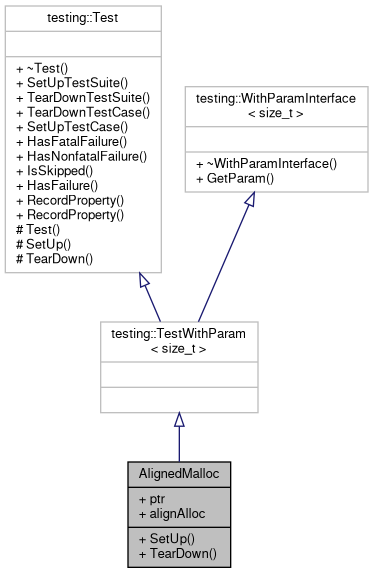 testing::Test
+ ~Test()
+ SetUpTestSuite()
+ TearDownTestSuite()
+ TearDownTestCase()
+ SetUpTestCase()
+ HasFatalFailure()
+ HasNonfatalFailure()
+ IsSkipped()
+ HasFailure()
+ RecordProperty()
+ RecordProperty()
# Test()
# SetUp()
# TearDown()
testing::WithParamInterface
< size_t >
+ ~WithParamInterface()
+ GetParam()
testing::TestWithParam
< size_t >
AlignedMalloc
+ ptr
+ alignAlloc
+ SetUp()
+ TearDown()